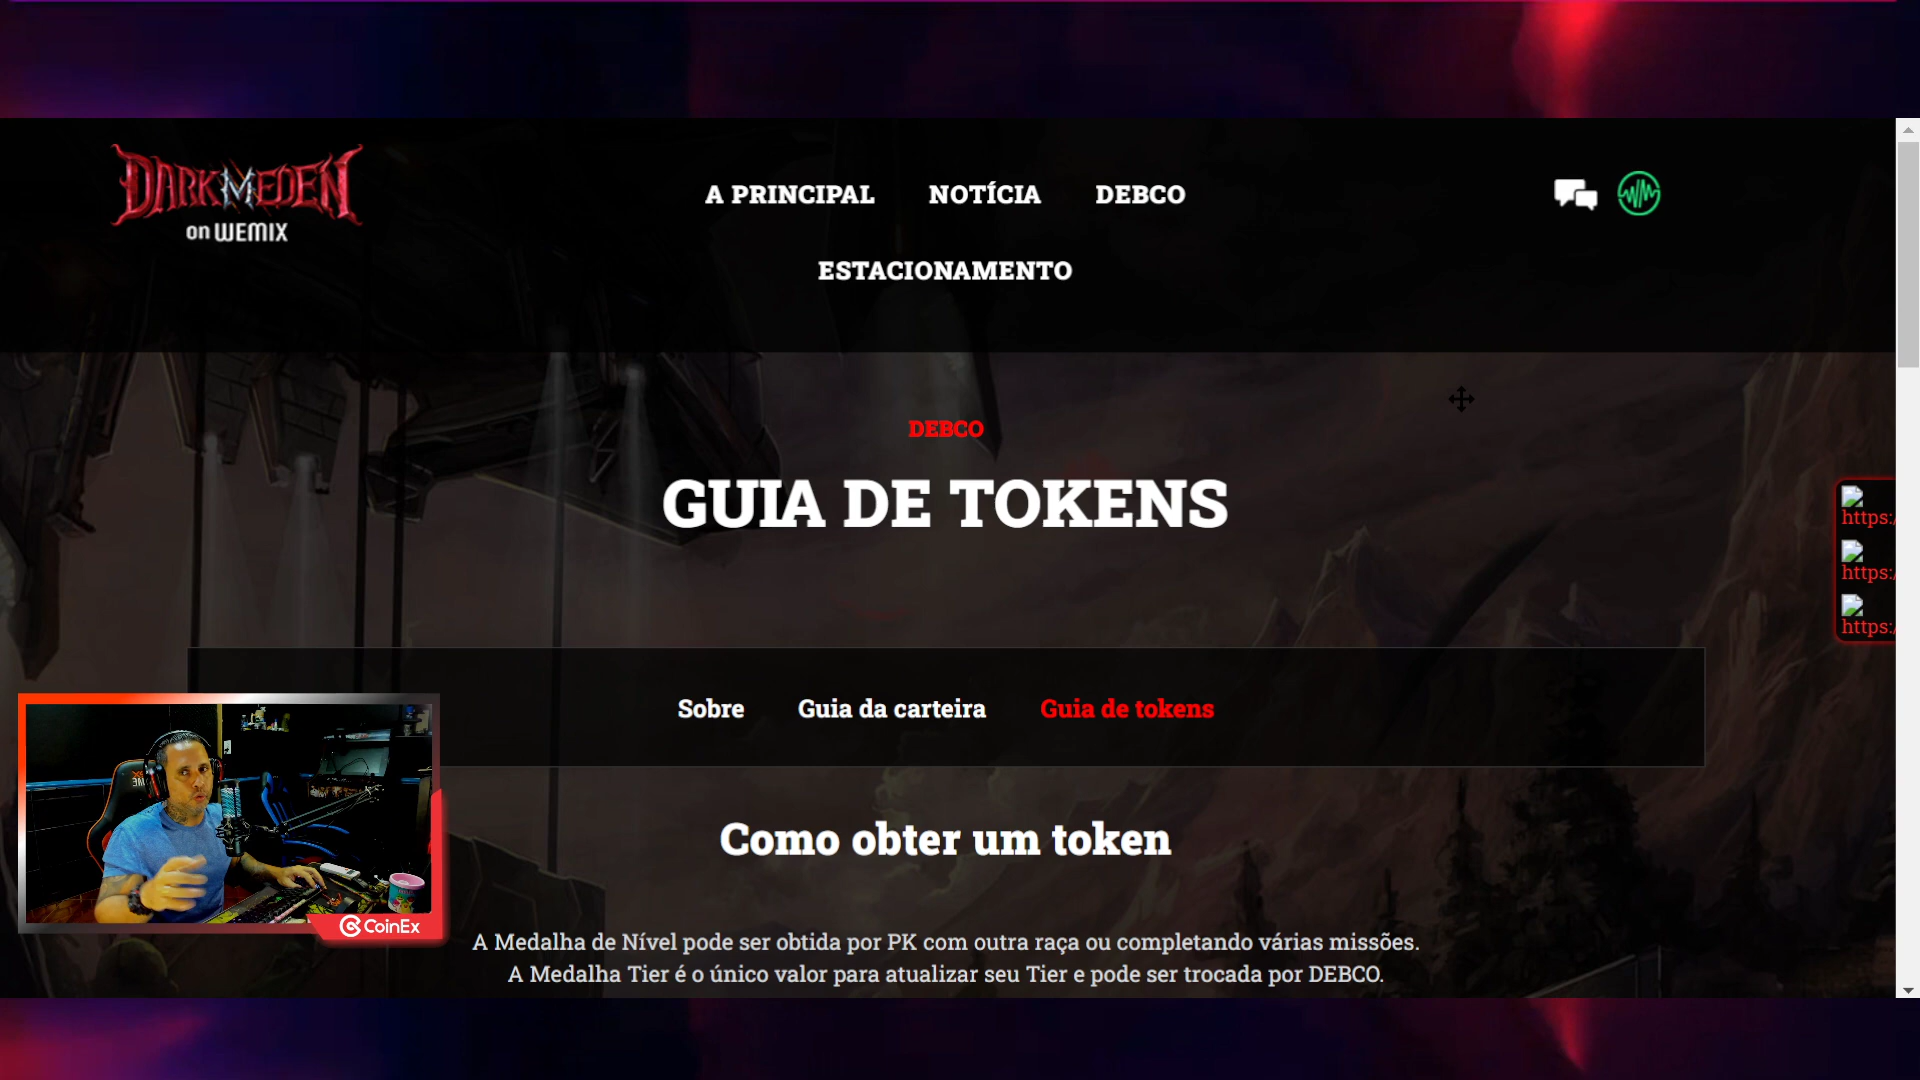 DARKMEDEN
on WEMIX
A PRINCIPAL
NOTÍCIA
DEBCO
ESTACIONAMENTO
DEBCO
GUIA DE TOKENS
https:/
https:/
https:/
Sobre
Guia da carteira
Guia de tokens
Como obter um token
CoinEx
A Medalha de Nível pode ser obtida por PK com outra raça ou completando várias missões.
A Medalha Tier é o único valor para atualizar seu Tier e pode ser trocada por DEBCO.